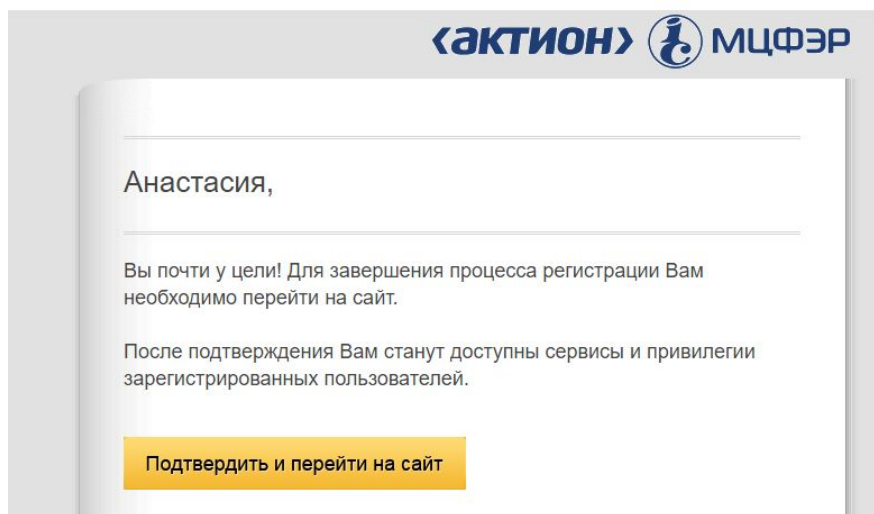 ‹актион› МЦФЭР
Анастасия,
Вы почти у цели! Для завершения процесса регистрации Вам
необходимо перейти на сайт.
После подтверждения Вам станут доступны сервисы и привилегии
зарегистрированных пользователей.
Подтвердить и перейти на сайт